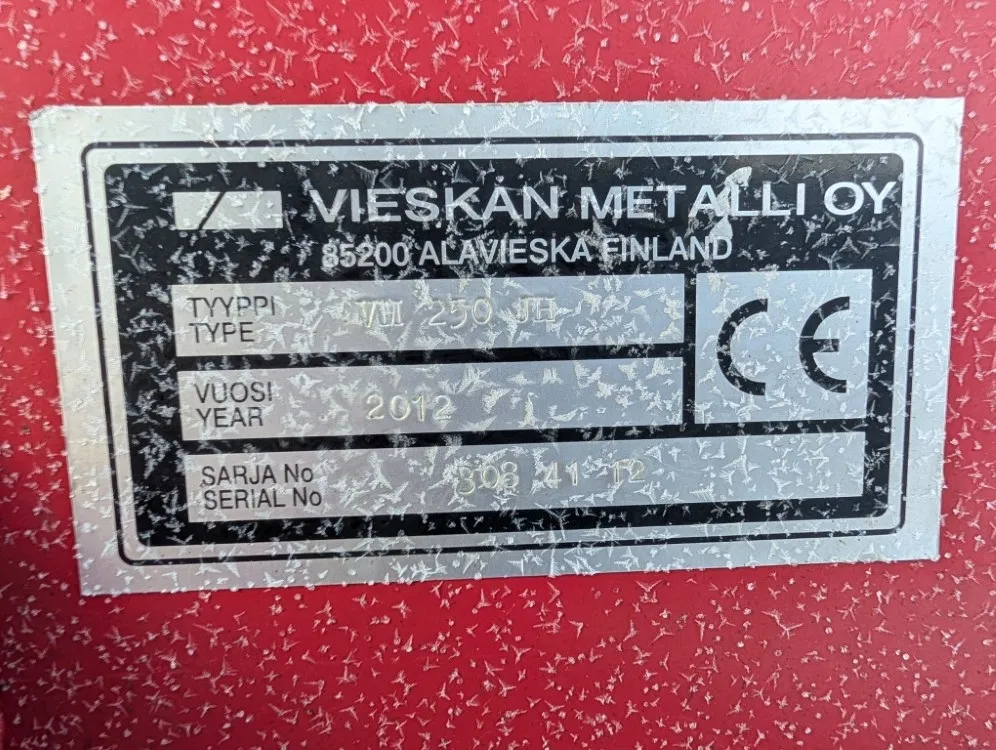 VIESKAN METALLI OY
85200 ALAVIESKA FINLAND
TYYPPI
TYPE
VM 250 JH
VUOSI
YEAR
2012
SARJA No
SERIAL No
308 11 12
CE